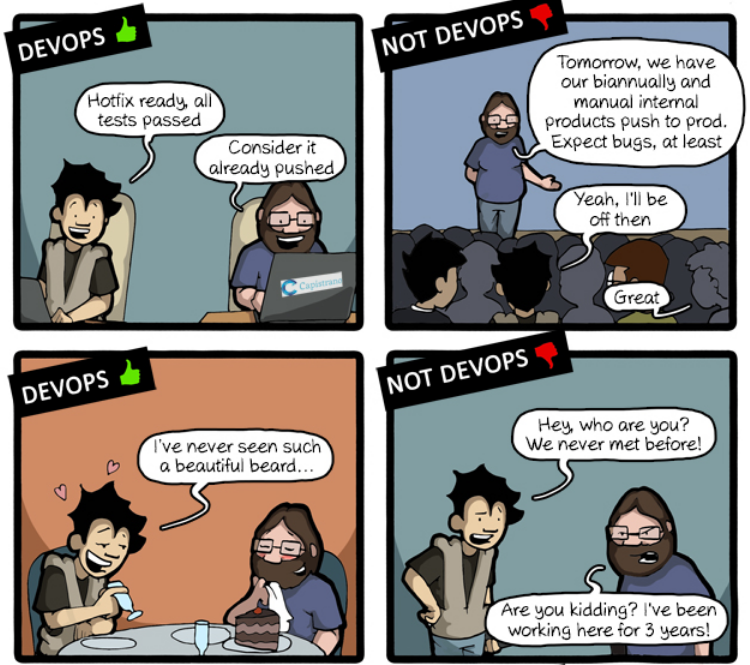 DEVOPS
Hotfix ready, all
tests passed
Consider it
already pushed
Capistrano
NOT DEVOPS
Tomorrow, we have
our biannually and
manual internal
products push to prod.
Expect bugs, at least
Yeah, I'll be
off then
Great
DEVOPS
I've never seen such
a beautiful beard...
NOT DEVOPS
Hey, who are you?
We never met before!
Are you kidding? I've been
working here for 3 years!